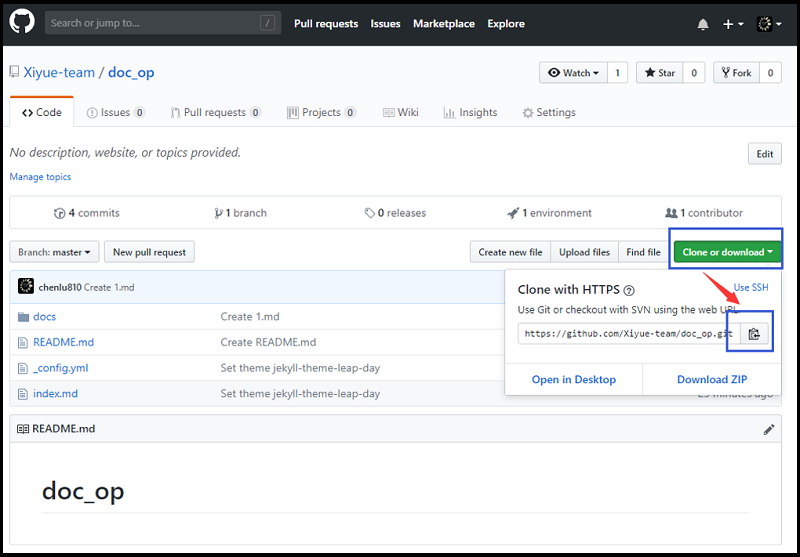 Search or jump to... /
Pull requests Issues Marketplace Explore
Xiyue-team / doc_op
Watch 1 Star 0 Fork 0
Code Issues 0 Pull requests 0 Projects 0 Wiki Insights Settings
No description, website, or topics provided. Edit
Manage topics
4 commits 1 branch 0 releases 1 environment 1 contributor
Branch: master New pull request Create new file Upload files Find file Clone or download
chenlu810 Create 1.md
Clone with HTTPS ? Use SSH
Use Git or checkout with SVN using the web URL.
https://github.com/Xiyue-team/doc_op.git
Open in Desktop Download ZIP
docs Create 1.md
README.md Create README.md
_config.yml Set theme jekyll-theme-leap-day
index.md Set theme jekyll-theme-leap-day minutes ago
README.md
doc_op